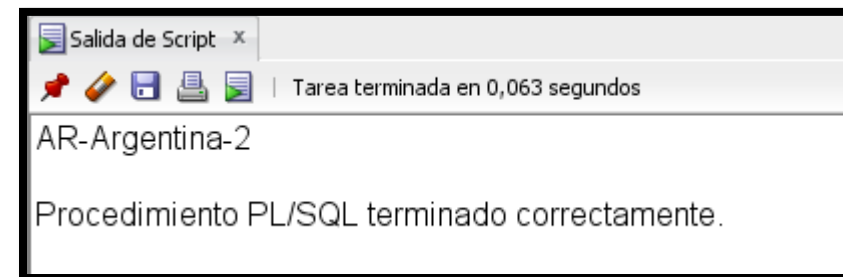 Salida de Script x
Tarea terminada en 0,063 segundos
AR-Argentina-2
Procedimiento PL/SQL terminado correctamente.